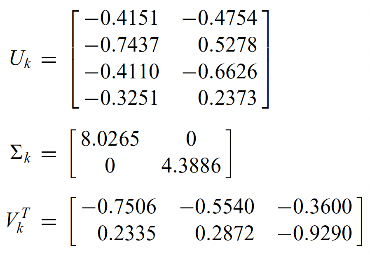 U_k = [ −0.4151 −0.4754
−0.7437 0.5278
−0.4110 −0.6626
−0.3251 0.2373 ]
Σ_k = [ 8.0265 0
0 4.3886 ]
V_k^T = [ −0.7506 −0.5540 −0.3600
0.2335 0.2872 −0.9290 ]